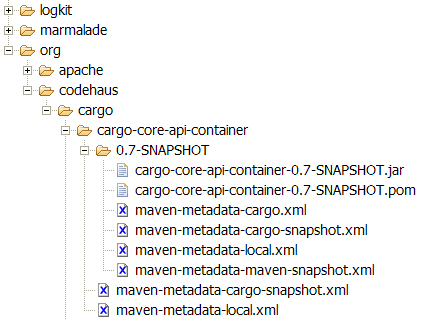 logkit
marmalade
org
apache
codehaus
cargo
cargo-core-api-container
0.7-SNAPSHOT
cargo-core-api-container-0.7-SNAPSHOT.jar
cargo-core-api-container-0.7-SNAPSHOT.pom
maven-metadata-cargo.xml
maven-metadata-cargo-snapshot.xml
maven-metadata-local.xml
maven-metadata-maven-snapshot.xml
maven-metadata-cargo-snapshot.xml
maven-metadata-local.xml